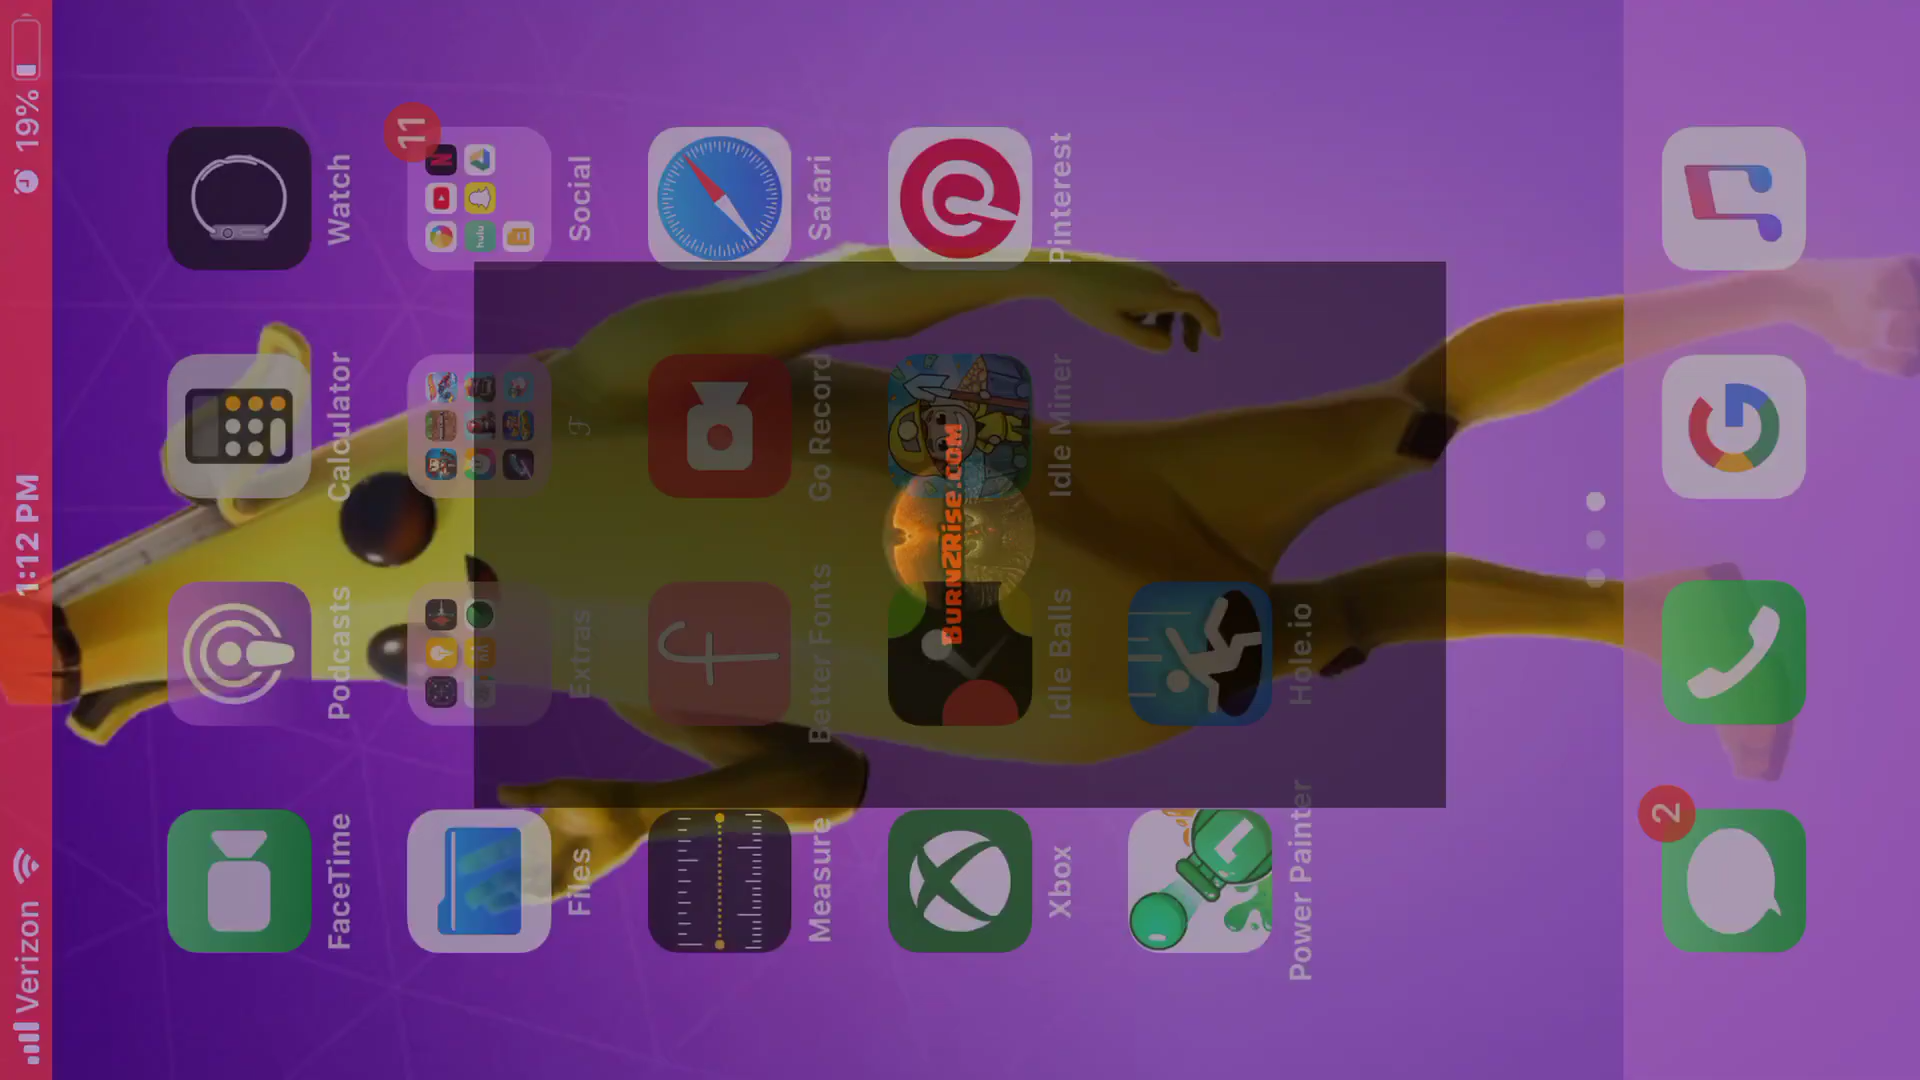 Verizon 1:12 PM 19%
FaceTime Podcasts Calculator Watch
11
hulu
Files Extras ℱ Social
Measure Better Fonts Go Record Safari
BURN2RISE.COM
Xbox Idle Balls Idle Miner Pinterest
L
Power Painter Hole.io
2